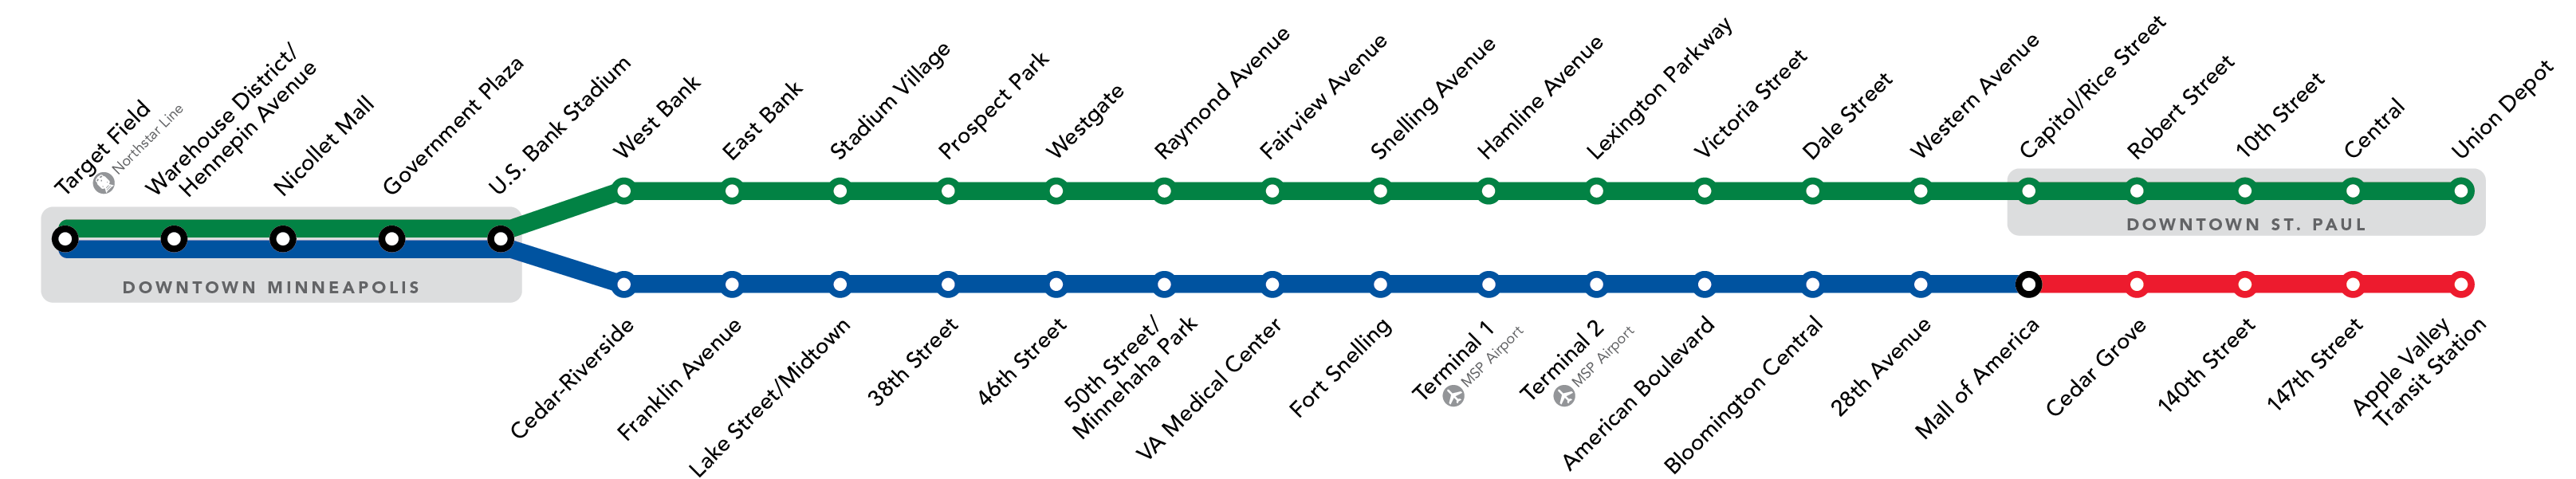 Target Field
Northstar Line
Warehouse District/
Hennepin Avenue
Nicollet Mall
Government Plaza
U.S. Bank Stadium
West Bank
East Bank
Stadium Village
Prospect Park
Westgate
Raymond Avenue
Fairview Avenue
Snelling Avenue
Hamline Avenue
Lexington Parkway
Victoria Street
Dale Street
Western Avenue
Capitol/Rice Street
Robert Street
10th Street
Central
Union Depot
DOWNTOWN MINNEAPOLIS
DOWNTOWN ST. PAUL
Cedar-Riverside
Franklin Avenue
Lake Street/Midtown
38th Street
46th Street
50th Street/
Minnehaha Park
VA Medical Center
Fort Snelling
Terminal 1
MSP Airport
Terminal 2
MSP Airport
American Boulevard
Bloomington Central
28th Avenue
Mall of America
Cedar Grove
140th Street
147th Street
Apple Valley
Transit Station